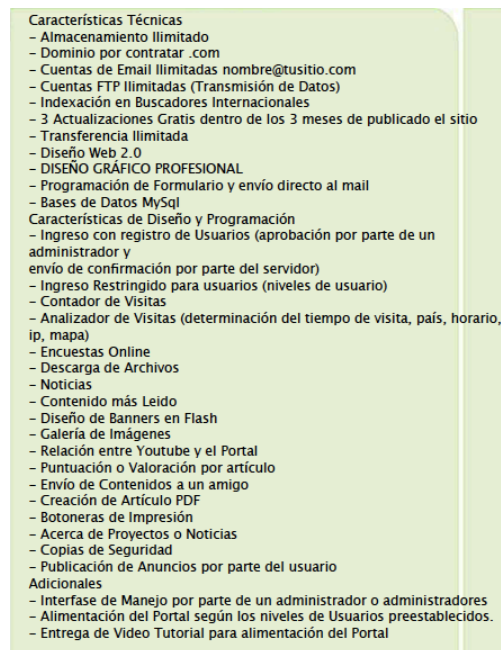 Características Técnicas
– Almacenamiento Ilimitado
– Dominio por contratar .com
– Cuentas de Email Ilimitadas nombre@tusitio.com
– Cuentas FTP Ilimitadas (Transmisión de Datos)
– Indexación en Buscadores Internacionales
– 3 Actualizaciones Gratis dentro de los 3 meses de publicado el sitio
– Transferencia Ilimitada
– Diseño Web 2.0
– DISEÑO GRÁFICO PROFESIONAL
– Programación de Formulario y envío directo al mail
– Bases de Datos MySql
Características de Diseño y Programación
– Ingreso con registro de Usuarios (aprobación por parte de un
administrador y
envío de confirmación por parte del servidor)
– Ingreso Restringido para usuarios (niveles de usuario)
– Contador de Visitas
– Analizador de Visitas (determinación del tiempo de visita, país, horario,
ip, mapa)
– Encuestas Online
– Descarga de Archivos
– Noticias
– Contenido más Leido
– Diseño de Banners en Flash
– Galería de Imágenes
– Relación entre Youtube y el Portal
– Puntuación o Valoración por artículo
– Envío de Contenidos a un amigo
– Creación de Artículo PDF
– Botoneras de Impresión
– Acerca de Proyectos o Noticias
– Copias de Seguridad
– Publicación de Anuncios por parte del usuario
Adicionales
– Interfase de Manejo por parte de un administrador o administradores
– Alimentación del Portal según los niveles de Usuarios preestablecidos.
– Entrega de Video Tutorial para alimentación del Portal